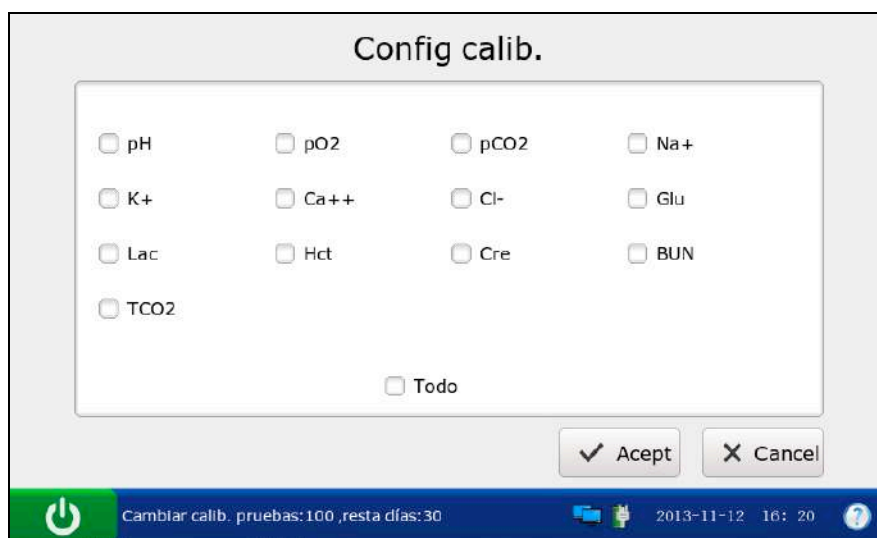 Config calib.
pH pO2 pCO2 Na+
K+ Ca++ Cl- Glu
Lac Hct Cre BUN
TCO2
Todo
Acept Cancel
Cambiar calib. pruebas:100 ,resta días:30 2013-11-12 16: 20 ?